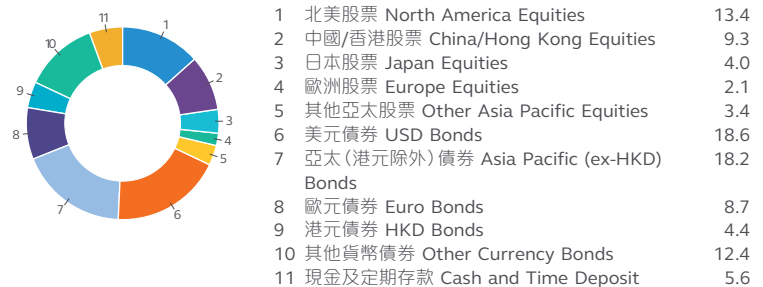 1
2
3
4
5
6
7
8
9
10
11
1 北美股票 North America Equities 13.4
2 中國/香港股票 China/Hong Kong Equities 9.3
3 日本股票 Japan Equities 4.0
4 歐洲股票 Europe Equities 2.1
5 其他亞太股票 Other Asia Pacific Equities 3.4
6 美元債券 USD Bonds 18.6
7 亞太（港元除外）債券 Asia Pacific (ex-HKD) 18.2
Bonds
8 歐元債券 Euro Bonds 8.7
9 港元債券 HKD Bonds 4.4
10 其他貨幣債券 Other Currency Bonds 12.4
11 現金及定期存款 Cash and Time Deposit 5.6